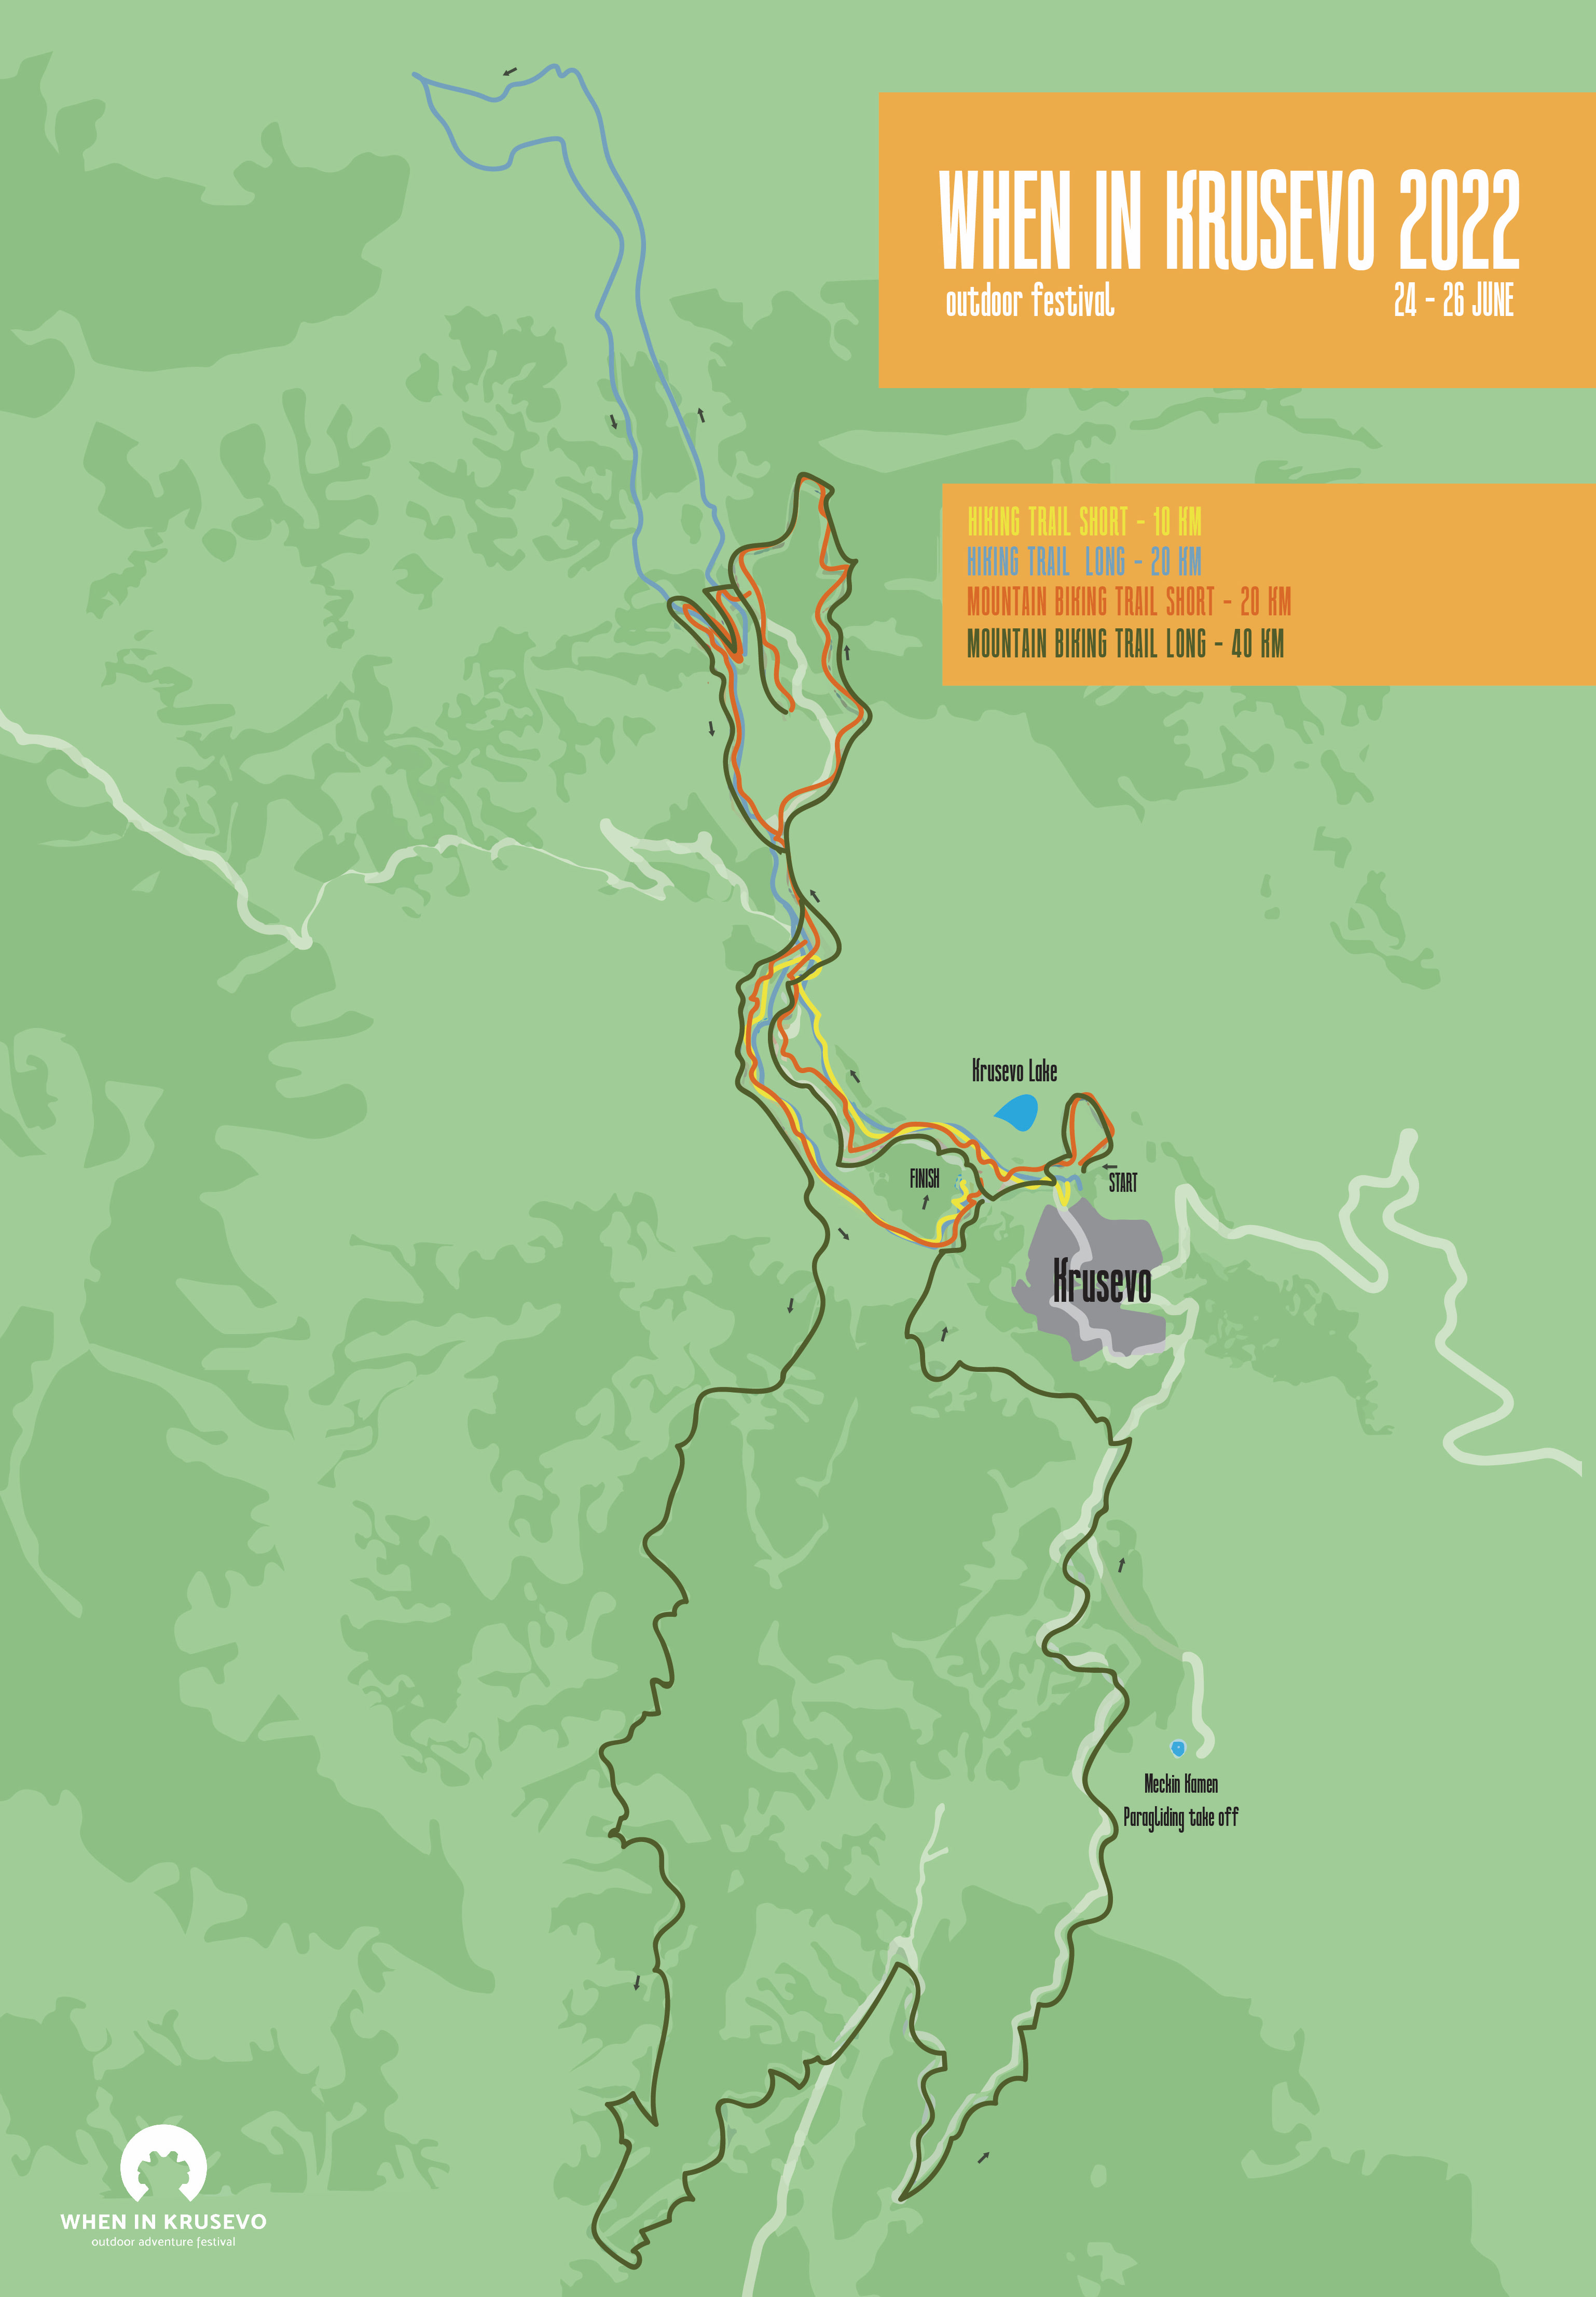 WHEN IN KRUSEVO 2022
outdoor festival 24 - 26 JUNE
HIKING TRAIL SHORT - 10 KM
HIKING TRAIL LONG - 20 KM
MOUNTAIN BIKING TRAIL SHORT - 20 KM
MOUNTAIN BIKING TRAIL LONG - 40 KM
Krusevo Lake
FINISH
START
Krusevo
Meckin Kamen
Paragliding take off
WHEN IN KRUSEVO
outdoor adventure festival